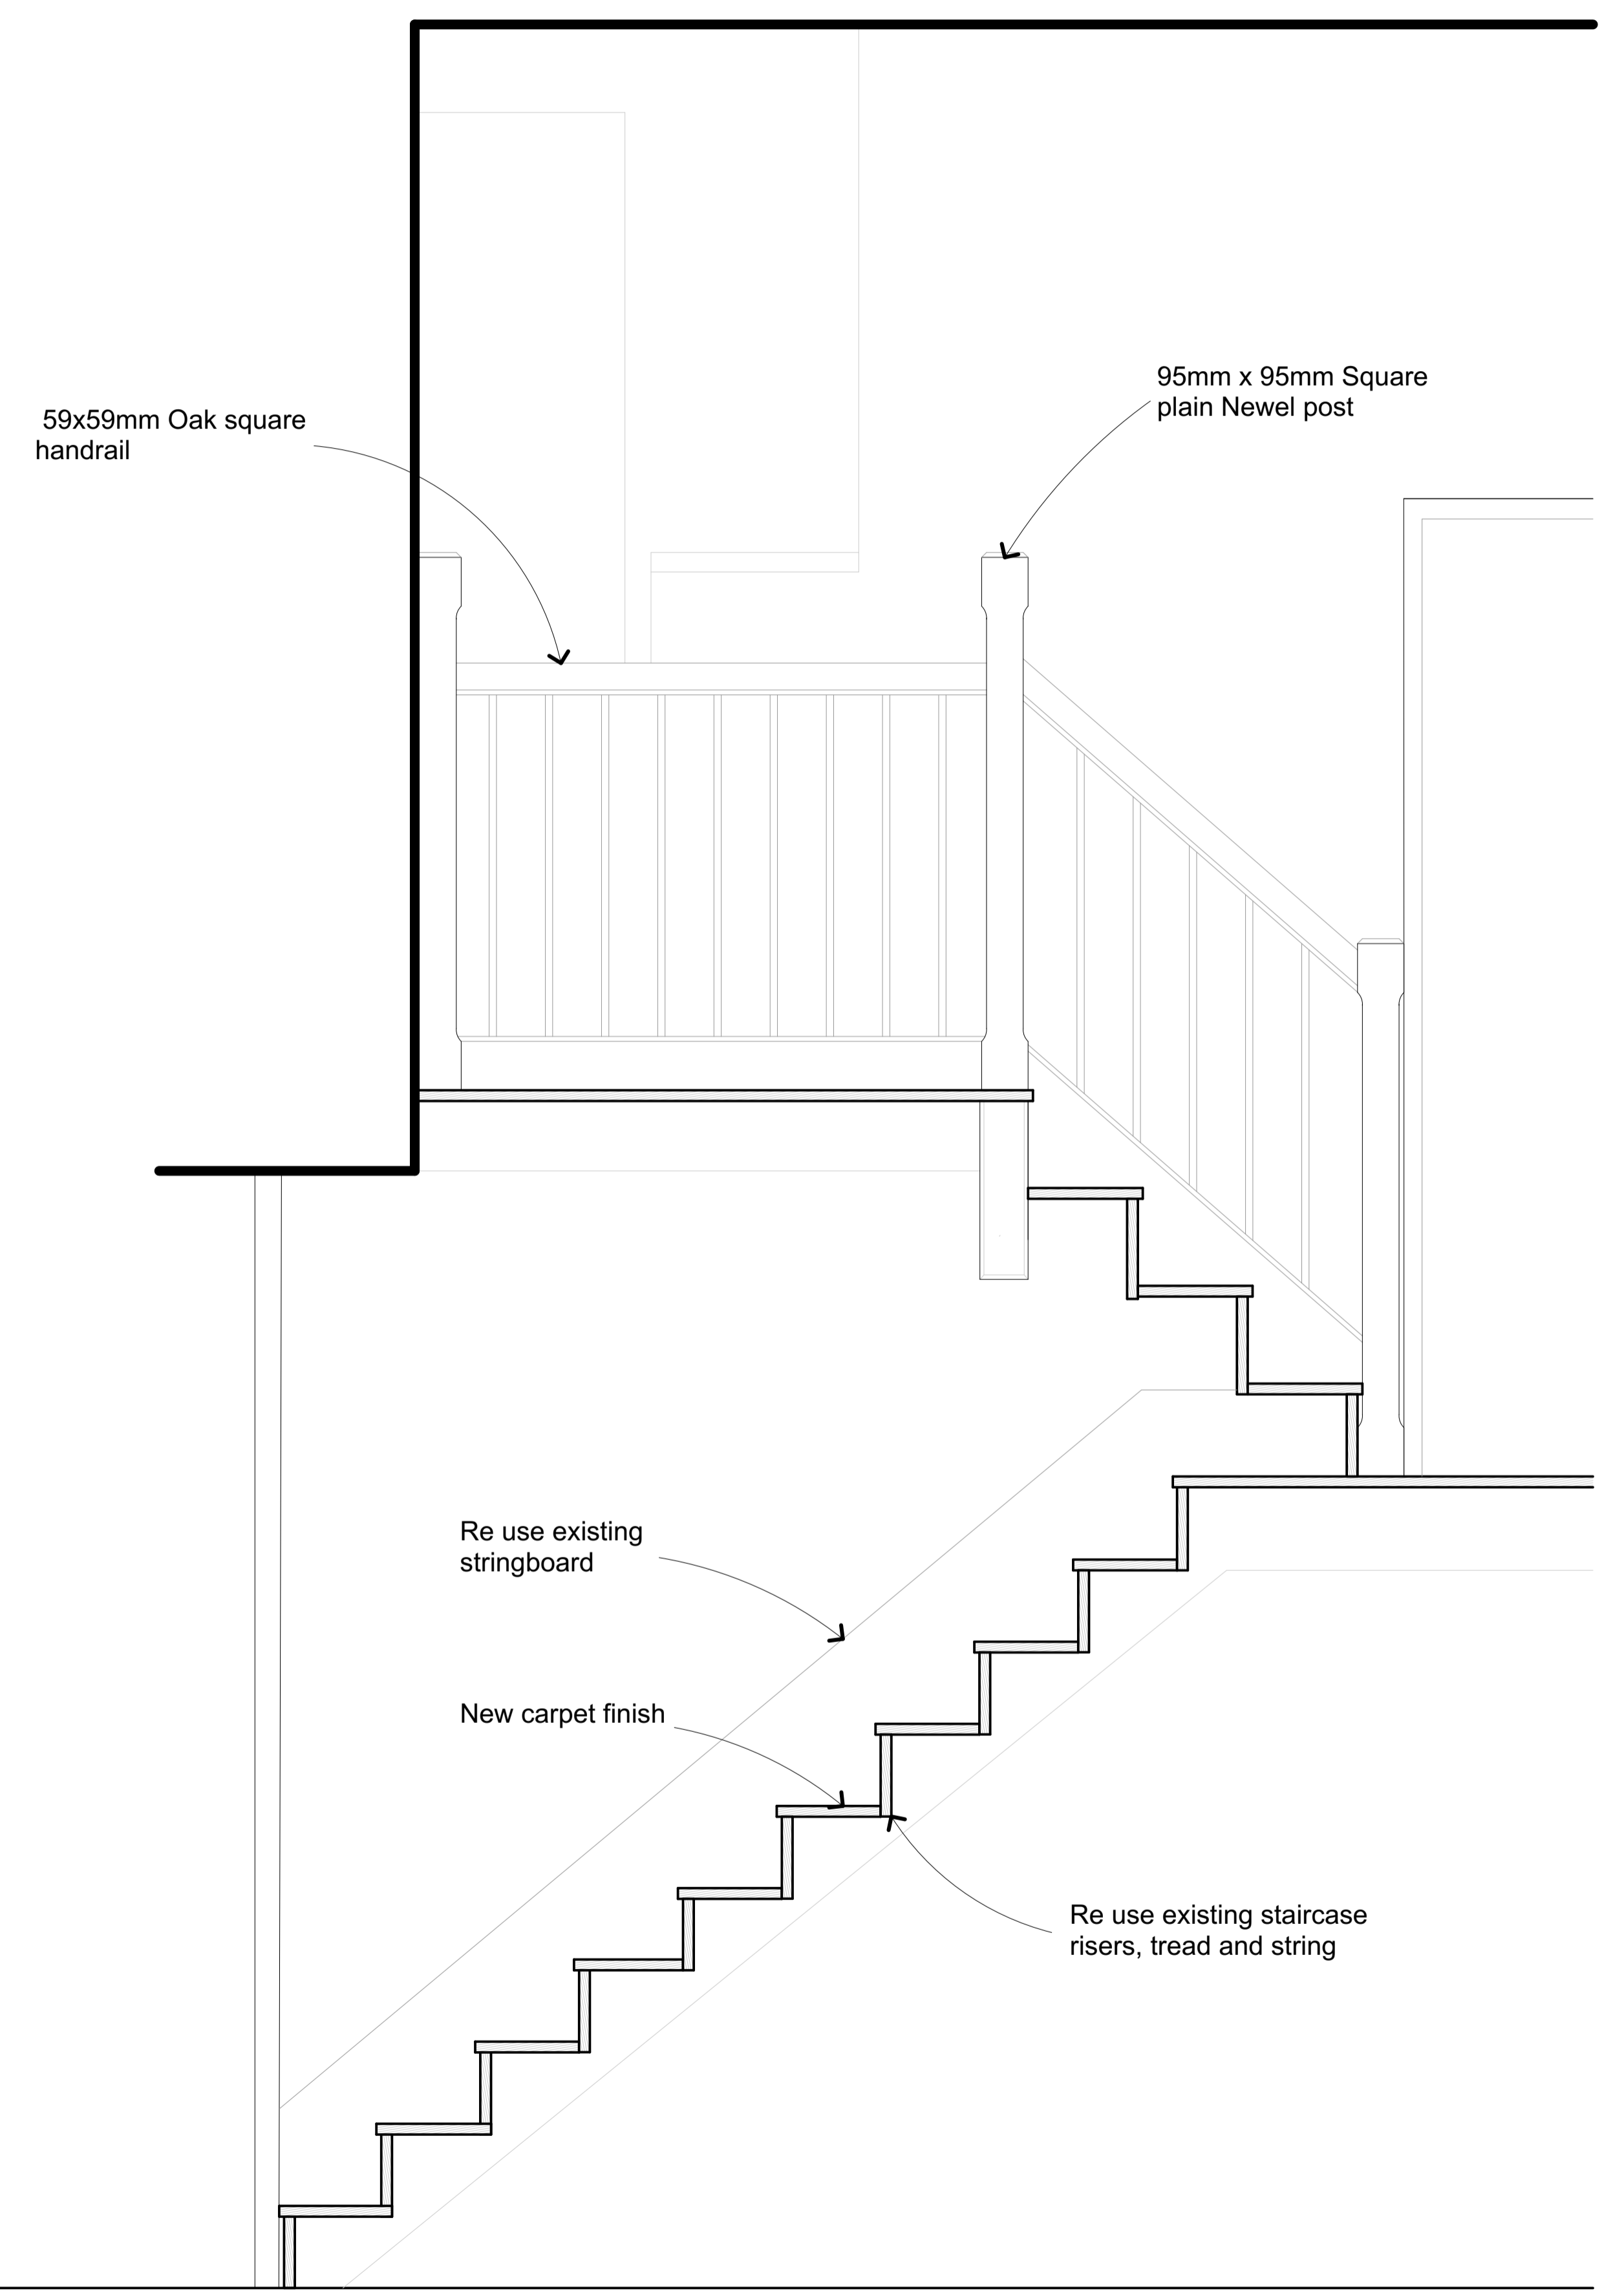 95mm x 95mm Square
plain Newel post
59x59mm Oak square
handrail
Re use existing
stringboard
New carpet finish
Re use existing staircase
risers, tread and string